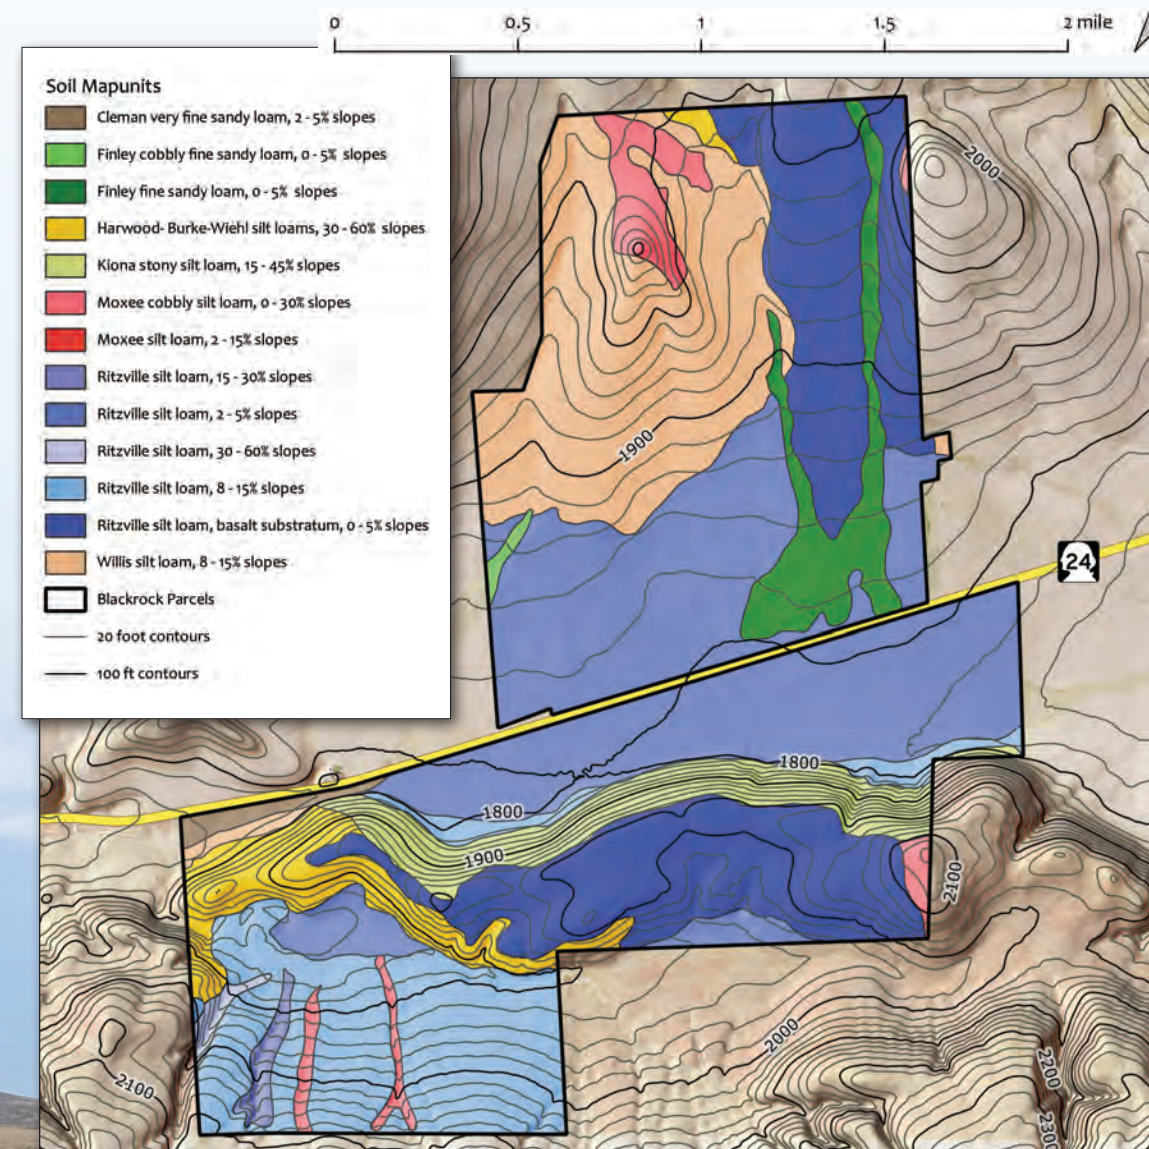 0 0.5 1 1.5 2 mile
Soil Mapunits
Cleman very fine sandy loam, 2 - 5% slopes
Finley cobbly fine sandy loam, 0 - 5% slopes
Finley fine sandy loam, 0 - 5% slopes
Harwood- Burke-Wiehl silt loams, 30 - 60% slopes
Kiona stony silt loam, 15 - 45% slopes
Moxee cobbly silt loam, 0 - 30% slopes
Moxee silt loam, 2 - 15% slopes
Ritzville silt loam, 15 - 30% slopes
Ritzville silt loam, 2 - 5% slopes
Ritzville silt loam, 30 - 60% slopes
Ritzville silt loam, 8 - 15% slopes
Ritzville silt loam, basalt substratum, 0 - 5% slopes
Willis silt loam, 8 - 15% slopes
Blackrock Parcels
20 foot contours
100 ft contours
2000
1900
24
1800
1800
1900
2100
2000
2100
2200
2300